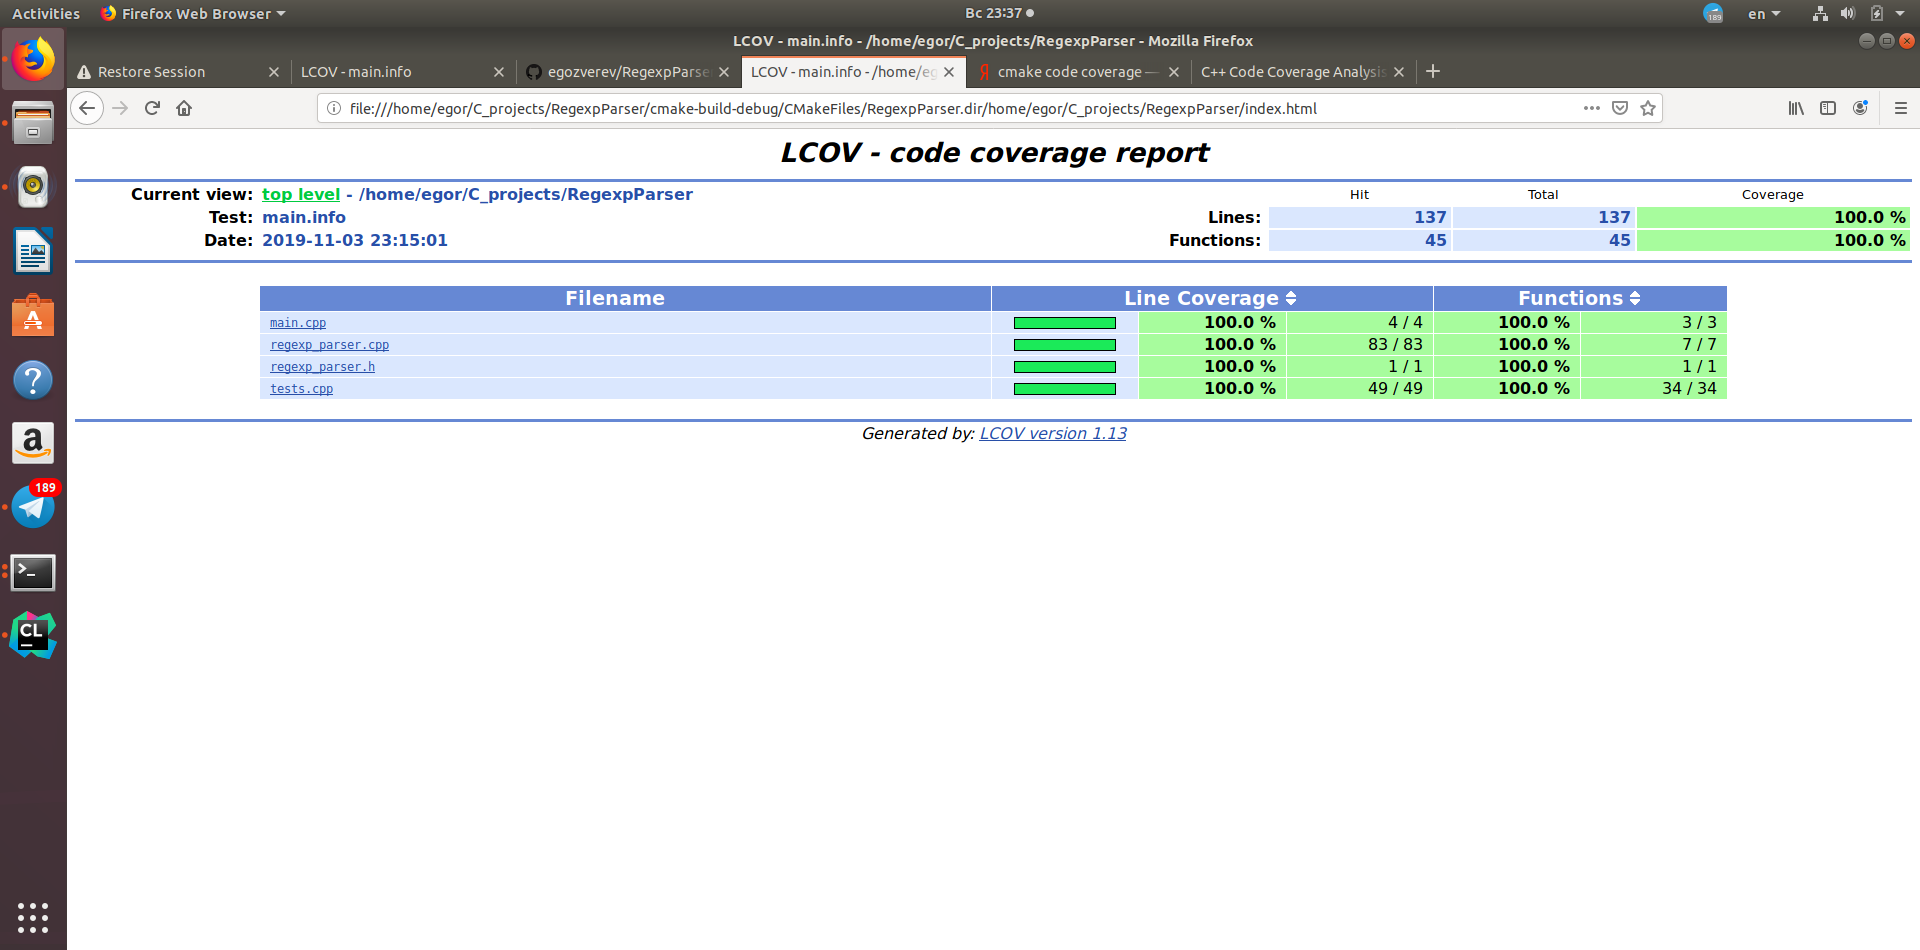 Activities Firefox Web Browser Вс 23:37 189 en
LCOV - main.info - /home/egor/C_projects/RegexpParser - Mozilla Firefox
Restore Session LCOV - main.info egozverev/RegexpParse LCOV - main.info - /home/eg cmake code coverage — C++ Code Coverage Analysis
file:///home/egor/C_projects/RegexpParser/cmake-build-debug/CMakeFiles/RegexpParser.dir/home/egor/C_projects/RegexpParser/index.html
LCOV - code coverage report
Current view: top level - /home/egor/C_projects/RegexpParser Hit Total Coverage
Test: main.info Lines: 137 137 100.0 %
Date: 2019-11-03 23:15:01 Functions: 45 45 100.0 %
Filename Line Coverage Functions
main.cpp 100.0 % 4 / 4 100.0 % 3 / 3
regexp_parser.cpp 100.0 % 83 / 83 100.0 % 7 / 7
regexp_parser.h 100.0 % 1 / 1 100.0 % 1 / 1
tests.cpp 100.0 % 49 / 49 100.0 % 34 / 34
Generated by: LCOV version 1.13
A
?
a
189
>_
CL